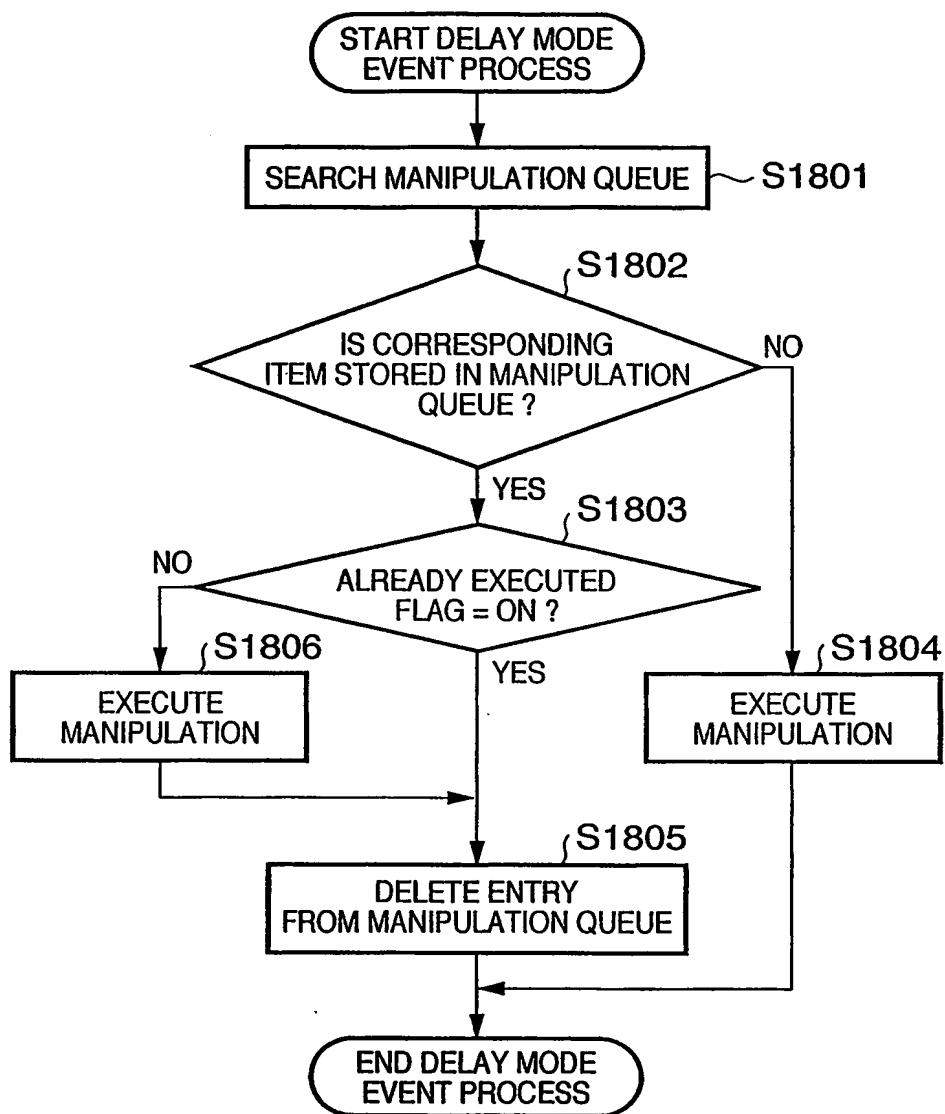 START DELAY MODE
EVENT PROCESS
SEARCH MANIPULATION QUEUE
S1801
S1802
IS CORRESPONDING
ITEM STORED IN MANIPULATION
QUEUE ?
NO
YES
S1803
NO
ALREADY EXECUTED
FLAG = ON ?
S1806
YES
S1804
EXECUTE
MANIPULATION
EXECUTE
MANIPULATION
S1805
DELETE ENTRY
FROM MANIPULATION QUEUE
END DELAY MODE
EVENT PROCESS